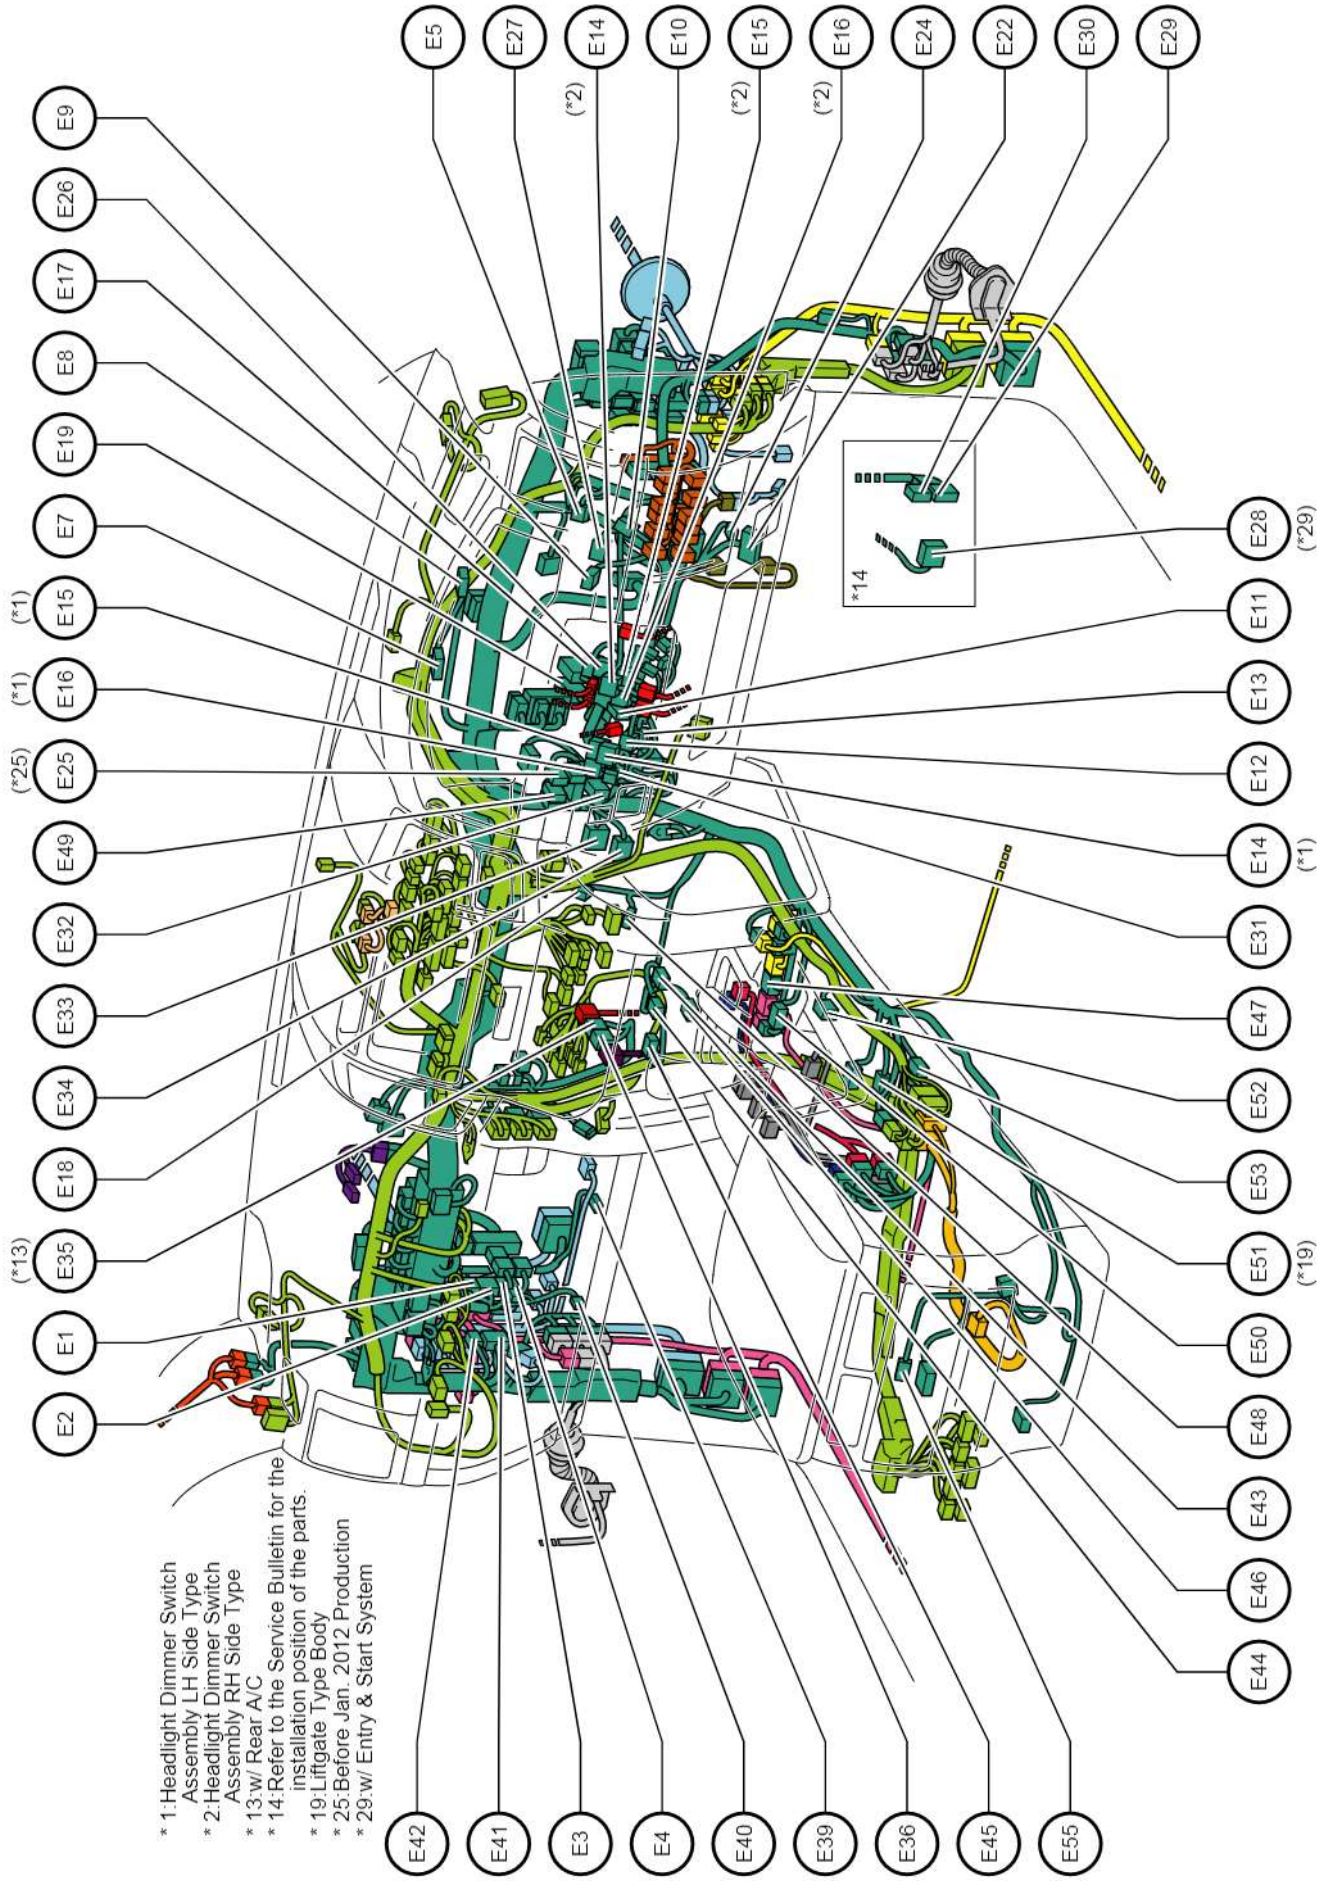 E9
E26
E17
E8
E19
E7
(*1) E15
(*1) E16
(*25) E25
E49
E32
E33
E34
E18
(*13) E35
E1
E2
E5
E27
E14 (*2)
E10
E15 (*2)
E16 (*2)
E24
E22
E30
E29
*14
E28 (*29)
E11
E13
E12
E14 (*1)
E31
E47
E52
E53
E51 (*19)
E50
E48
E43
E46
E44
* 1:Headlight Dimmer Switch
Assembly LH Side Type
* 2:Headlight Dimmer Switch
Assembly RH Side Type
* 13:w/ Rear A/C
* 14:Refer to the Service Bulletin for the
installation position of the parts.
* 19:Liftgate Type Body
* 25:Before Jan. 2012 Production
* 29:w/ Entry & Start System
E42
E41
E3
E4
E40
E39
E36
E45
E55